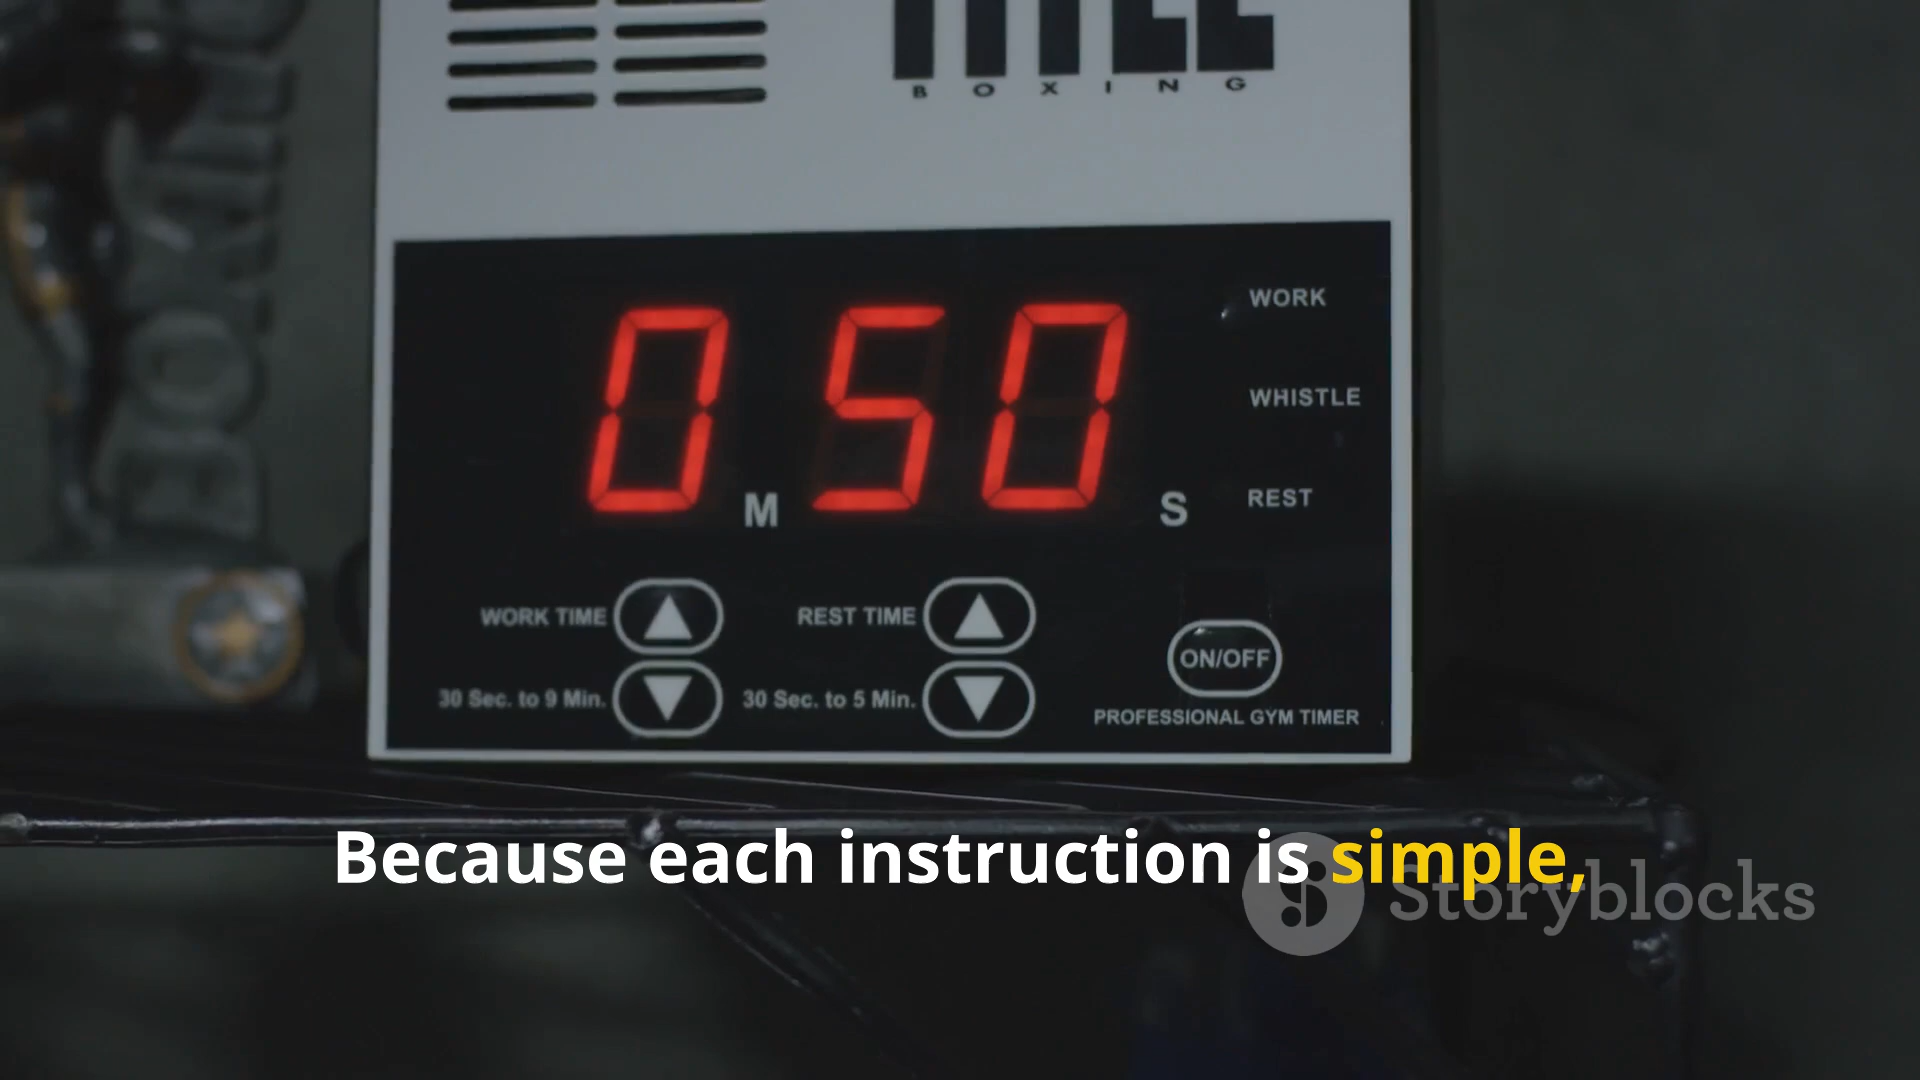 TITLE
BOXING
WORK
0 50
WHISTLE
M
S
REST
WORK TIME
REST TIME
ON/OFF
30 Sec. to 9 Min.
30 Sec. to 5 Min.
PROFESSIONAL GYM TIMER
Because each instruction is simple,
Storyblocks